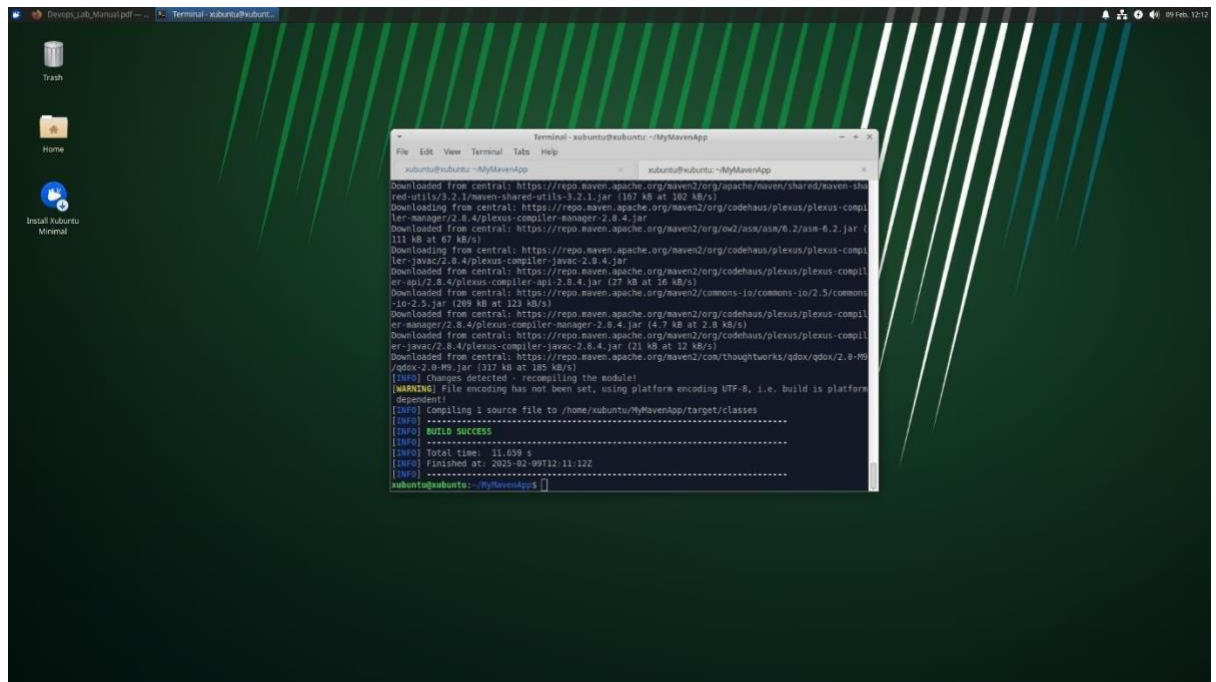 Devops_Lab_Manual.pdf — ...
Terminal - xubuntu@xubunt...
09 Feb, 12:12
Trash
Home
Install Xubuntu
Minimal
Terminal - xubuntu@xubuntu: ~/MyMavenApp
File Edit View Terminal Tabs Help
xubuntu@xubuntu: ~/MyMavenApp
xubuntu@xubuntu: ~/MyMavenApp
Downloaded from central: https://repo.maven.apache.org/maven2/org/apache/maven/shared/maven-sha
red-utils/3.2.1/maven-shared-utils-3.2.1.jar (167 kB at 102 kB/s)
Downloading from central: https://repo.maven.apache.org/maven2/org/codehaus/plexus/plexus-compi
ler-manager/2.8.4/plexus-compiler-manager-2.8.4.jar
Downloaded from central: https://repo.maven.apache.org/maven2/org/ow2/asm/asm/6.2/asm-6.2.jar (
111 kB at 67 kB/s)
Downloading from central: https://repo.maven.apache.org/maven2/org/codehaus/plexus/plexus-compi
ler-javac/2.8.4/plexus-compiler-javac-2.8.4.jar
Downloaded from central: https://repo.maven.apache.org/maven2/org/codehaus/plexus/plexus-compil
er-api/2.8.4/plexus-compiler-api-2.8.4.jar (27 kB at 16 kB/s)
Downloaded from central: https://repo.maven.apache.org/maven2/commons-io/commons-io/2.5/commons
-io-2.5.jar (209 kB at 123 kB/s)
Downloaded from central: https://repo.maven.apache.org/maven2/org/codehaus/plexus/plexus-compil
er-manager/2.8.4/plexus-compiler-manager-2.8.4.jar (4.7 kB at 2.8 kB/s)
Downloaded from central: https://repo.maven.apache.org/maven2/org/codehaus/plexus/plexus-compil
er-javac/2.8.4/plexus-compiler-javac-2.8.4.jar (21 kB at 12 kB/s)
Downloaded from central: https://repo.maven.apache.org/maven2/com/thoughtworks/qdox/qdox/2.0-M9
/qdox-2.0-M9.jar (317 kB at 185 kB/s)
[INFO] Changes detected - recompiling the module!
[WARNING] File encoding has not been set, using platform encoding UTF-8, i.e. build is platform
dependent!
[INFO] Compiling 1 source file to /home/xubuntu/MyMavenApp/target/classes
[INFO] ------------------------------------------------------------------------
[INFO] BUILD SUCCESS
[INFO] ------------------------------------------------------------------------
[INFO] Total time:  11.659 s
[INFO] Finished at: 2025-02-09T12:11:12Z
[INFO] ------------------------------------------------------------------------
xubuntu@xubuntu:~/MyMavenApp$